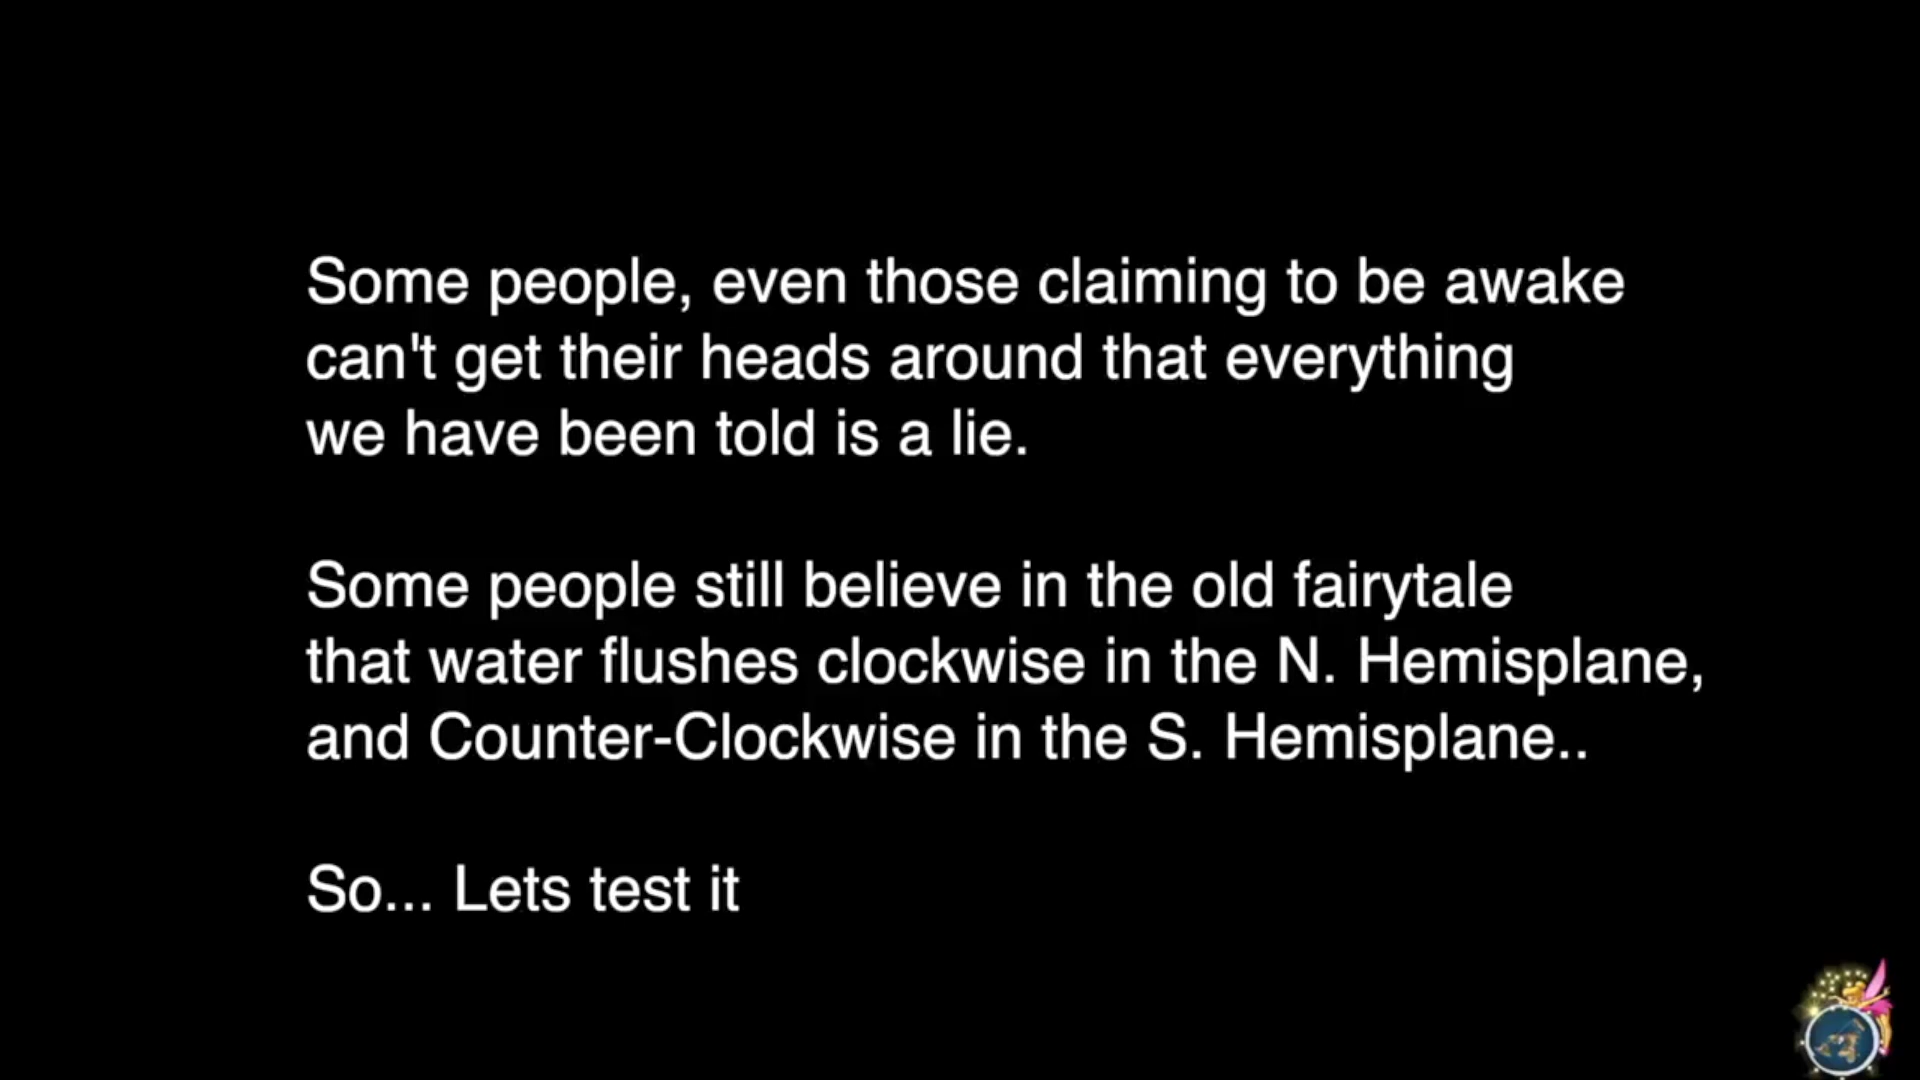 Some people, even those claiming to be awake
can't get their heads around that everything
we have been told is a lie.
Some people still believe in the old fairytale
that water flushes clockwise in the N. Hemisplane,
and Counter-Clockwise in the S. Hemisplane..
So... Lets test it